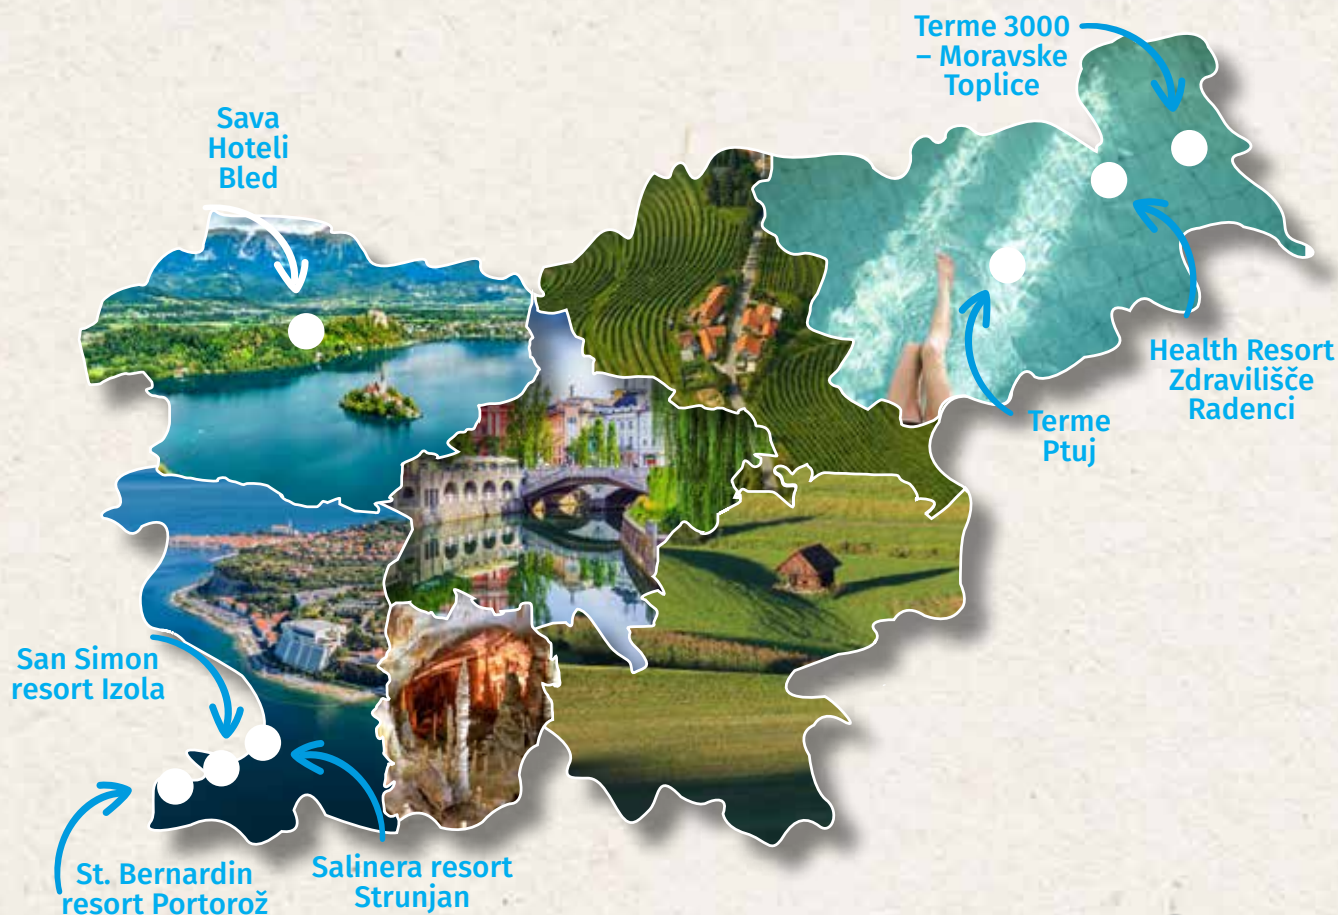 Terme 3000
– Moravske
Toplice
Sava
Hoteli
Bled
Health Resort
Zdravilišče
Radenci
Terme
Ptuj
San Simon
resort Izola
St. Bernardin
resort Portorož
Salinera resort
Strunjan